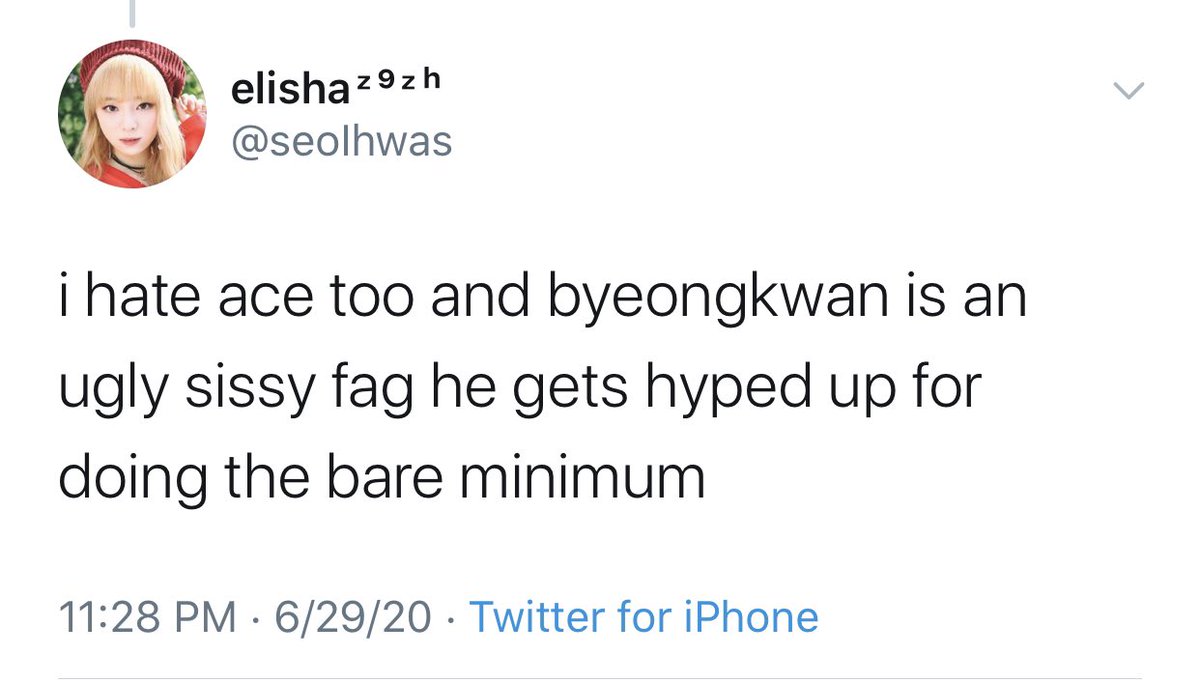 elisha ᶻ ⁹ ᶻ ʰ
@seolhwas
i hate ace too and byeongkwan is an
ugly sissy fag he gets hyped up for
doing the bare minimum
11:28 PM · 6/29/20 · Twitter for iPhone